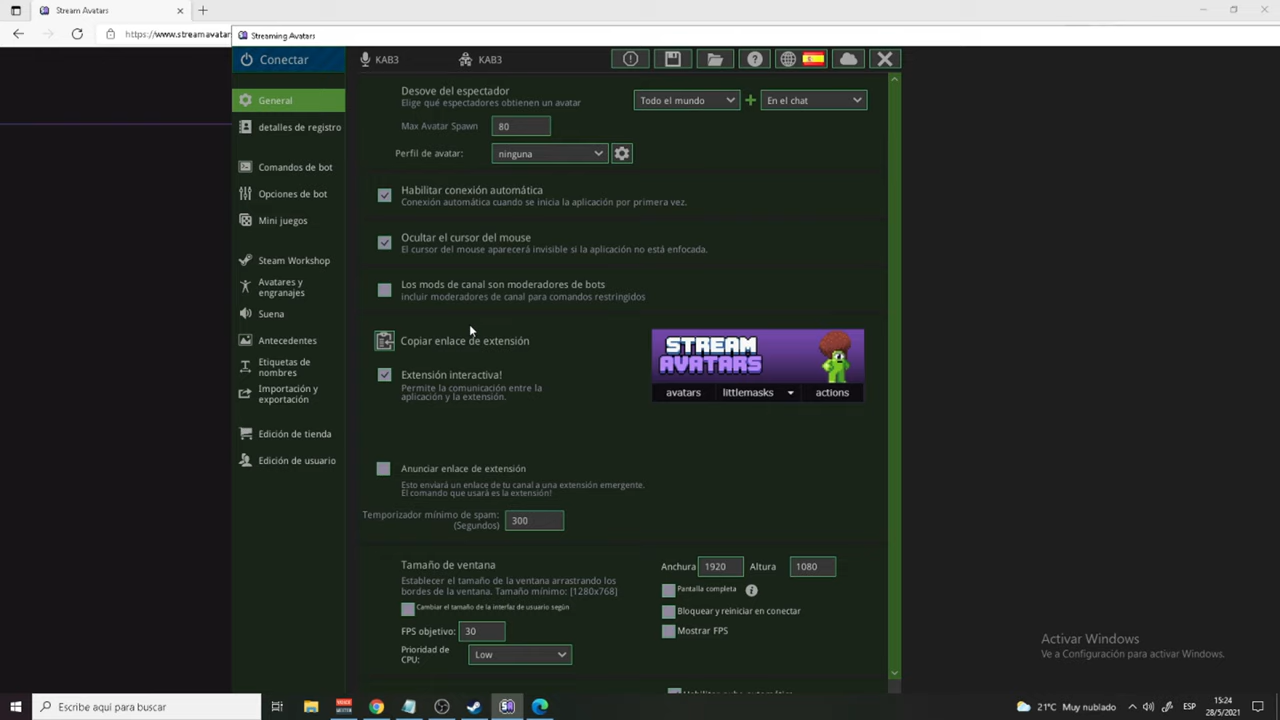 Stream Avatars
https://www.streamavatar
Streaming Avatars
Conectar
KAB3
KAB3
General
detalles de registro
Comandos de bot
Opciones de bot
Mini juegos
Steam Workshop
Avatares y
engranajes
Suena
Antecedentes
Etiquetas de
nombres
Importación y
exportación
Edición de tienda
Edición de usuario
Desove del espectador
Elige qué espectadores obtienen un avatar
Todo el mundo
En el chat
Max Avatar Spawn
80
Perfil de avatar:
ninguna
Habilitar conexión automática
Conexión automática cuando se inicia la aplicación por primera vez.
Ocultar el cursor del mouse
El cursor del mouse aparecerá invisible si la aplicación no está enfocada.
Los mods de canal son moderadores de bots
incluir moderadores de canal para comandos restringidos
Copiar enlace de extensión
Extensión interactiva!
Permite la comunicación entre la
aplicación y la extensión.
STREAM
AVATARS
avatars
littlemasks
actions
Anunciar enlace de extensión
Esto enviará un enlace de tu canal a una extensión emergente.
El comando que usará es la extensión!
Temporizador mínimo de spam:
(Segundos)
300
Tamaño de ventana
Establecer el tamaño de la ventana arrastrando los
bordes de la ventana. Tamaño mínimo: [1280x768]
Cambiar el tamaño de la interfaz de usuario según
FPS objetivo:
30
Prioridad de
CPU:
Low
Anchura
1920
Altura
1080
Pantalla completa
Bloquear y reiniciar en conectar
Mostrar FPS
Activar Windows
Ve a Configuración para activar Windows.
Escribe aquí para buscar
21°C Muy nublado
ESP
15:24
28/5/2021